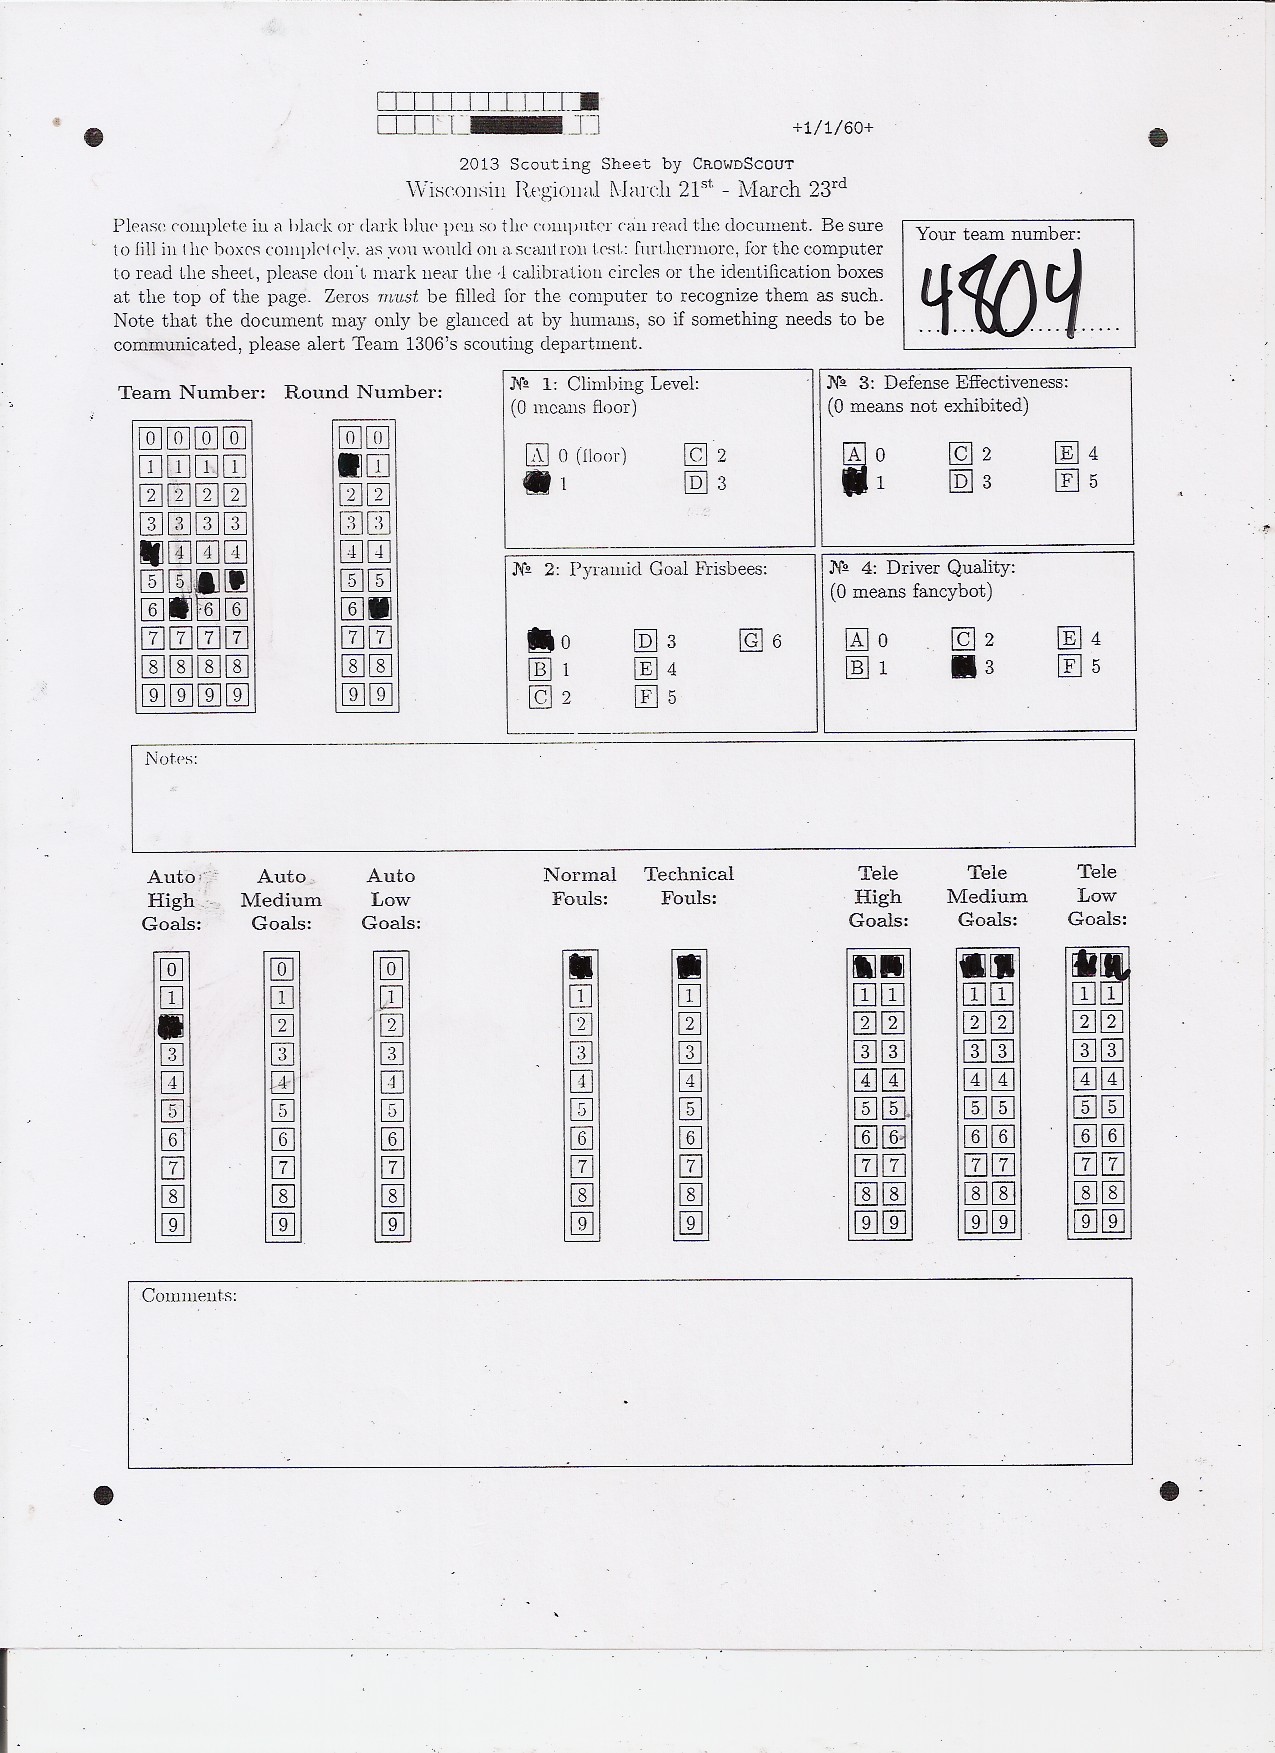 +1/1/60+
2013 Scouting Sheet by CROWDSCOUT
Wisconsin Regional March 21st - March 23rd
Please complete in a black or dark blue pen so the computer can read the document. Be sure
to fill in the boxes completely, as you would on a scantron test; furthermore, for the computer
to read the sheet, please don't mark near the 4 calibration circles or the identification boxes
at the top of the page. Zeros must be filled for the computer to recognize them as such.
Note that the document may only be glanced at by humans, so if something needs to be
communicated, please alert Team 1306's scouting department.
Your team number:
4804
Team Number: Round Number:
0 0 0 0 0 0
1 1 1 1 1
2 2 2 2 2 2
3 3 3 3 3 3
4 4 4 4 4
5 5 5 5
6 6 6 6
7 7 7 7 7 7
8 8 8 8 8 8
9 9 9 9 9 9
№ 1: Climbing Level:
(0 means floor)
A 0 (floor) C 2
1 D 3
№ 3: Defense Effectiveness:
(0 means not exhibited)
A 0 C 2 E 4
1 D 3 F 5
№ 2: Pyramid Goal Frisbees:
0 D 3 G 6
B 1 E 4
C 2 F 5
№ 4: Driver Quality:
(0 means fancybot)
A 0 C 2 E 4
B 1 3 F 5
Notes:
Auto High Goals: Auto Medium Goals: Auto Low Goals: Normal Fouls: Technical Fouls: Tele High Goals: Tele Medium Goals: Tele Low Goals:
0 0 0
1 1 1 1 1 1 1 1 1 1 1
2 2 2 2 2 2 2 2 2 2
3 3 3 3 3 3 3 3 3 3 3
4 4 4 4 4 4 4 4 4 4 4
5 5 5 5 5 5 5 5 5 5 5
6 6 6 6 6 6 6 6 6 6 6
7 7 7 7 7 7 7 7 7 7 7
8 8 8 8 8 8 8 8 8 8 8
9 9 9 9 9 9 9 9 9 9 9
Comments: